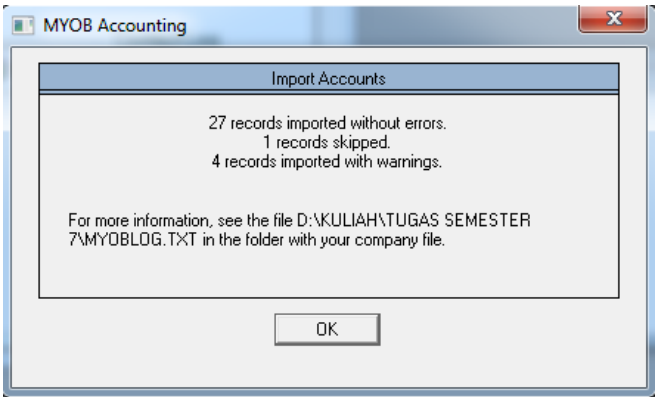 MYOB Accounting
Import Accounts
27 records imported without errors.
1 records skipped.
4 records imported with warnings.
For more information, see the file D:\KULIAH\TUGAS SEMESTER
7\MYOBLOG.TXT in the folder with your company file.
OK